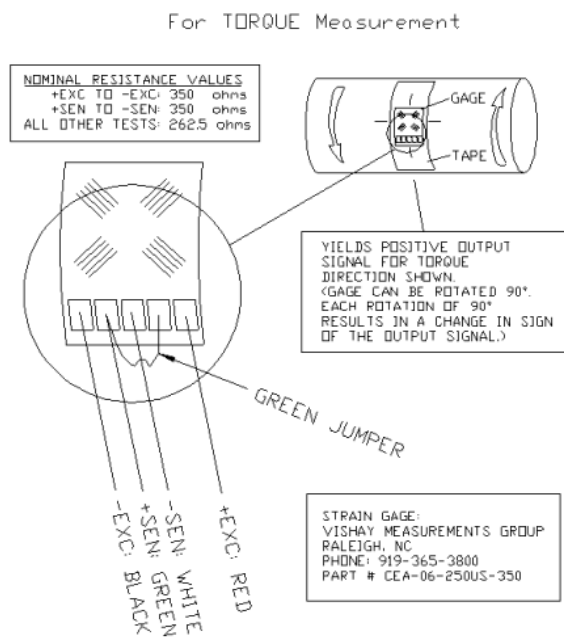 For TORQUE Measurement
NOMINAL RESISTANCE VALUES
+EXC TO -EXC: 350 ohms
+SEN TO -SEN: 350 ohms
ALL OTHER TESTS: 262.5 ohms
GAGE
TAPE
YIELDS POSITIVE OUTPUT
SIGNAL FOR TORQUE
DIRECTION SHOWN.
(GAGE CAN BE ROTATED 90°.
EACH ROTATION OF 90°
RESULTS IN A CHANGE IN SIGN
OF THE OUTPUT SIGNAL.)
GREEN JUMPER
-EXC: BLACK
+SEN: GREEN
-SEN: WHITE
+EXC: RED
STRAIN GAGE:
VISHAY MEASUREMENTS GROUP
RALEIGH, NC
PHONE: 919-365-3800
PART # CEA-06-250US-350